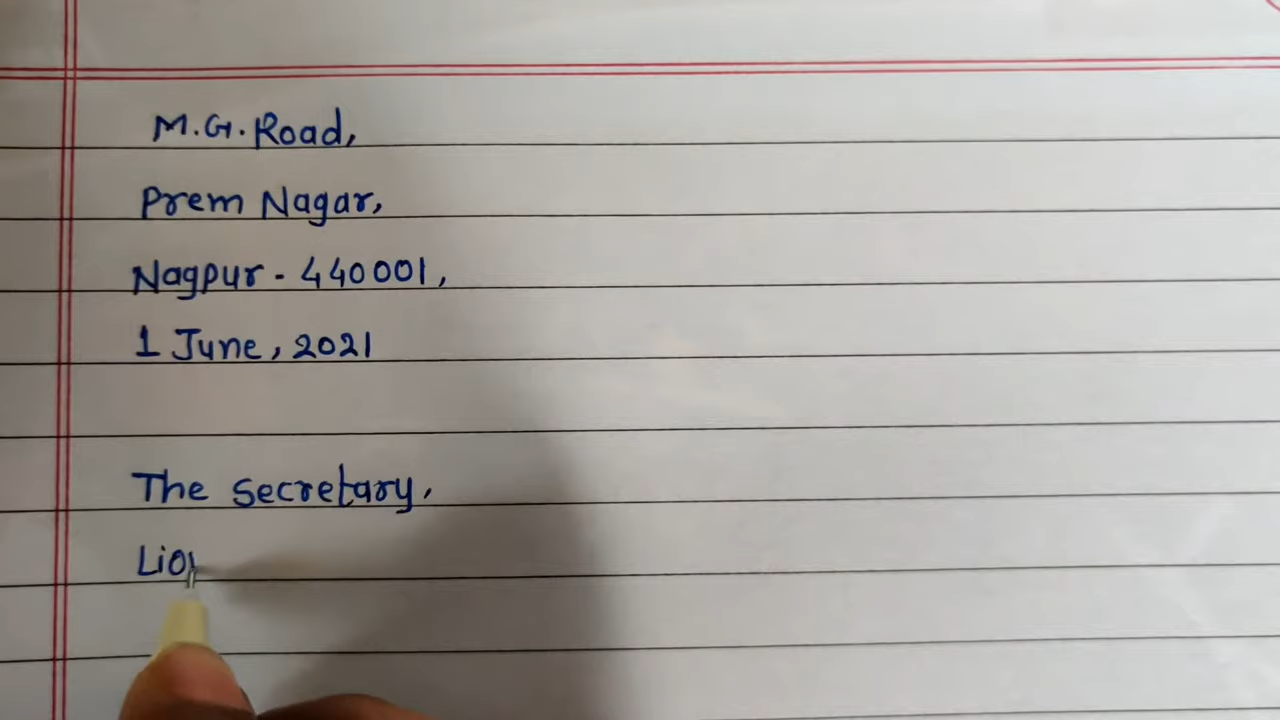 M.G. Road,
Prem Nagar,
Nagpur - 440001,
1 June, 2021
The Secretary,